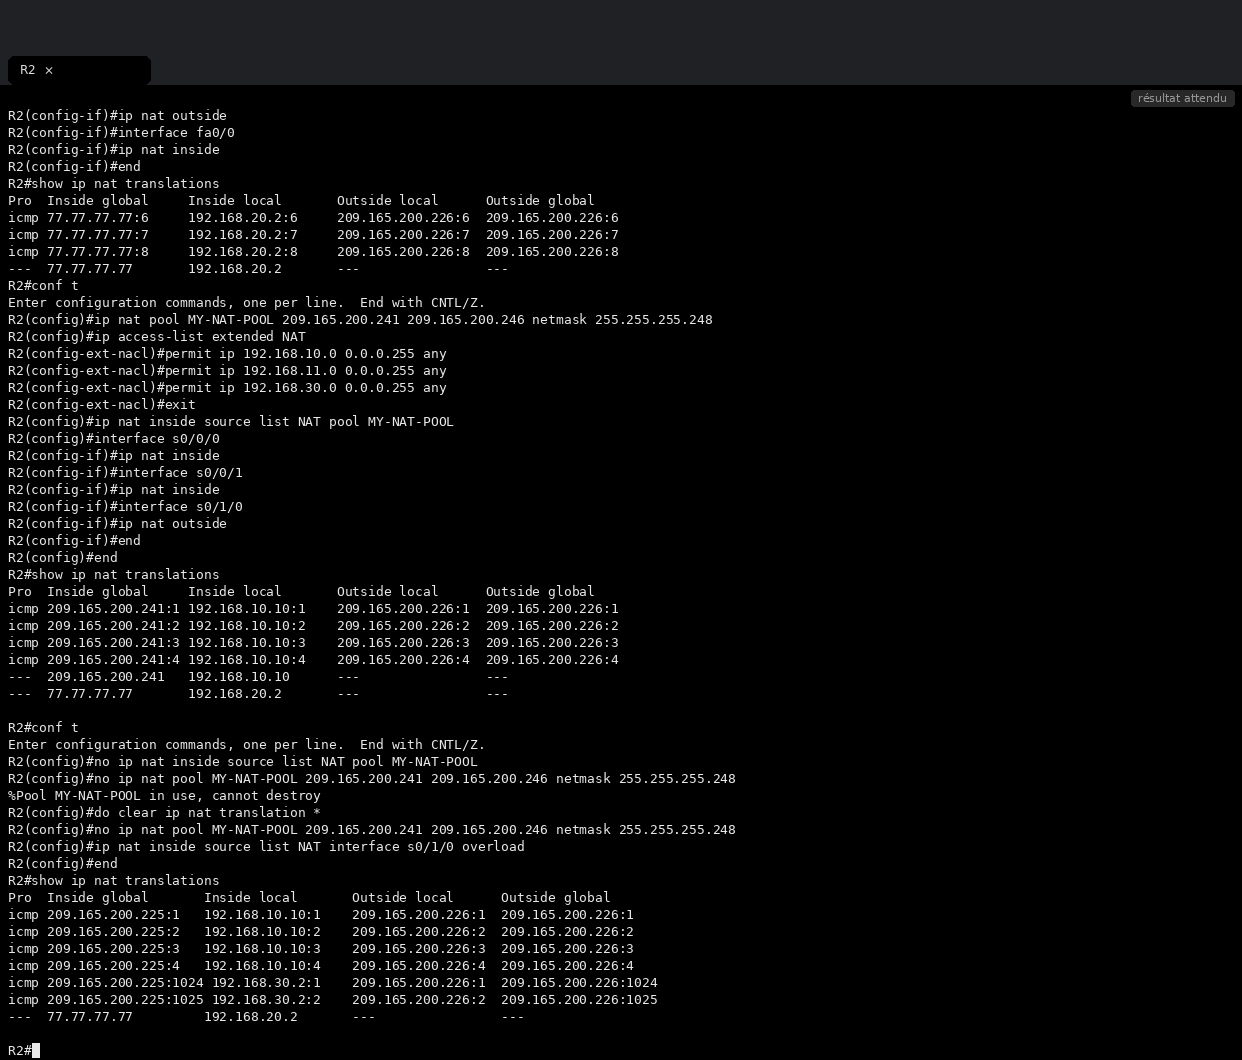 R2 ×
résultat attendu
R2(config-if)#ip nat outside
R2(config-if)#interface fa0/0
R2(config-if)#ip nat inside
R2(config-if)#end
R2#show ip nat translations
Pro  Inside global     Inside local       Outside local      Outside global
icmp 77.77.77.77:6     192.168.20.2:6     209.165.200.226:6  209.165.200.226:6
icmp 77.77.77.77:7     192.168.20.2:7     209.165.200.226:7  209.165.200.226:7
icmp 77.77.77.77:8     192.168.20.2:8     209.165.200.226:8  209.165.200.226:8
---  77.77.77.77       192.168.20.2       ---                ---
R2#conf t
Enter configuration commands, one per line.  End with CNTL/Z.
R2(config)#ip nat pool MY-NAT-POOL 209.165.200.241 209.165.200.246 netmask 255.255.255.248
R2(config)#ip access-list extended NAT
R2(config-ext-nacl)#permit ip 192.168.10.0 0.0.0.255 any
R2(config-ext-nacl)#permit ip 192.168.11.0 0.0.0.255 any
R2(config-ext-nacl)#permit ip 192.168.30.0 0.0.0.255 any
R2(config-ext-nacl)#exit
R2(config)#ip nat inside source list NAT pool MY-NAT-POOL
R2(config)#interface s0/0/0
R2(config-if)#ip nat inside
R2(config-if)#interface s0/0/1
R2(config-if)#ip nat inside
R2(config-if)#interface s0/1/0
R2(config-if)#ip nat outside
R2(config-if)#end
R2(config)#end
R2#show ip nat translations
Pro  Inside global     Inside local       Outside local      Outside global
icmp 209.165.200.241:1 192.168.10.10:1    209.165.200.226:1  209.165.200.226:1
icmp 209.165.200.241:2 192.168.10.10:2    209.165.200.226:2  209.165.200.226:2
icmp 209.165.200.241:3 192.168.10.10:3    209.165.200.226:3  209.165.200.226:3
icmp 209.165.200.241:4 192.168.10.10:4    209.165.200.226:4  209.165.200.226:4
---  209.165.200.241   192.168.10.10      ---                ---
---  77.77.77.77       192.168.20.2       ---                ---
R2#conf t
Enter configuration commands, one per line.  End with CNTL/Z.
R2(config)#no ip nat inside source list NAT pool MY-NAT-POOL
R2(config)#no ip nat pool MY-NAT-POOL 209.165.200.241 209.165.200.246 netmask 255.255.255.248
%Pool MY-NAT-POOL in use, cannot destroy
R2(config)#do clear ip nat translation *
R2(config)#no ip nat pool MY-NAT-POOL 209.165.200.241 209.165.200.246 netmask 255.255.255.248
R2(config)#ip nat inside source list NAT interface s0/1/0 overload
R2(config)#end
R2#show ip nat translations
Pro  Inside global       Inside local       Outside local      Outside global
icmp 209.165.200.225:1   192.168.10.10:1    209.165.200.226:1  209.165.200.226:1
icmp 209.165.200.225:2   192.168.10.10:2    209.165.200.226:2  209.165.200.226:2
icmp 209.165.200.225:3   192.168.10.10:3    209.165.200.226:3  209.165.200.226:3
icmp 209.165.200.225:4   192.168.10.10:4    209.165.200.226:4  209.165.200.226:4
icmp 209.165.200.225:1024 192.168.30.2:1    209.165.200.226:1  209.165.200.226:1024
icmp 209.165.200.225:1025 192.168.30.2:2    209.165.200.226:2  209.165.200.226:1025
---  77.77.77.77         192.168.20.2       ---                ---
R2#